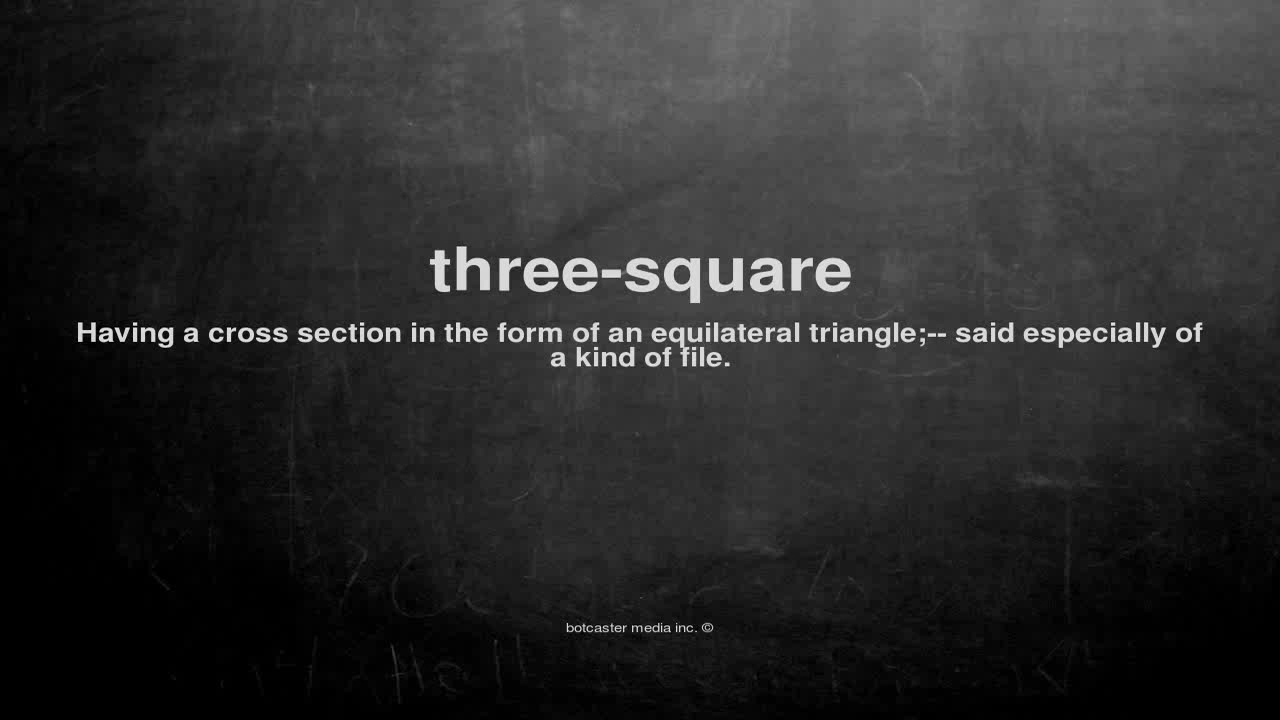 three-square
Having a cross section in the form of an equilateral triangle;-- said especially of
a kind of file.
botcaster media inc. ©